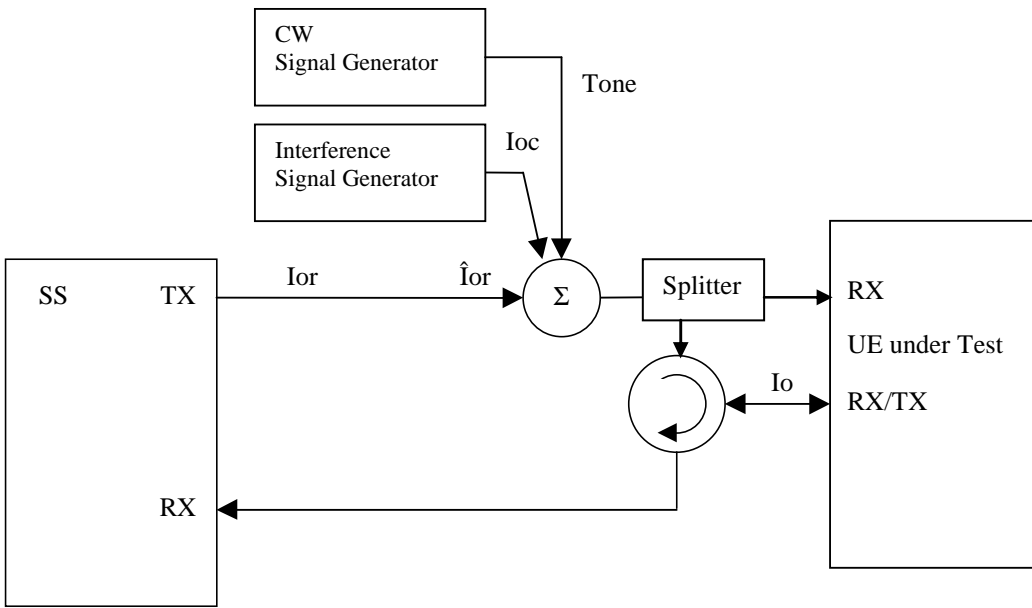 CW
Signal Generator
Tone
Interference
Signal Generator
Ioc
SS
TX
Ior
Îor
Σ
Splitter
RX
UE under Test
Io
RX/TX
RX